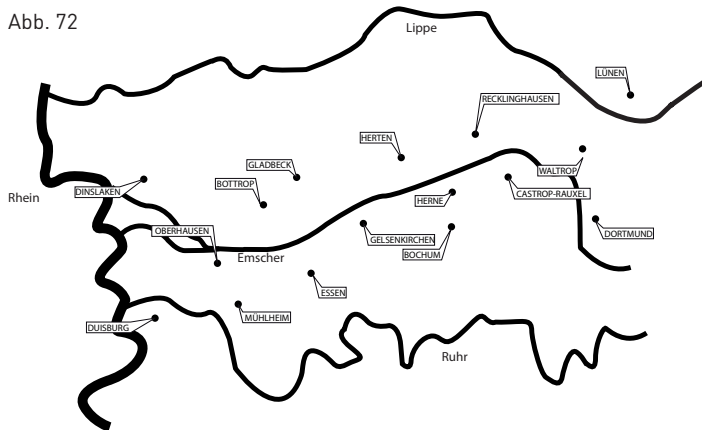 Abb. 72
Lippe
LÜNEN
RECKLINGHAUSEN
HERTEN
GLADBECK
WALTROP
DINSLAKEN
BOTTROP
CASTROP-RAUXEL
Rhein
HERNE
OBERHAUSEN
DORTMUND
GELSENKIRCHEN
BOCHUM
Emscher
ESSEN
MÜHLHEIM
DUISBURG
Ruhr